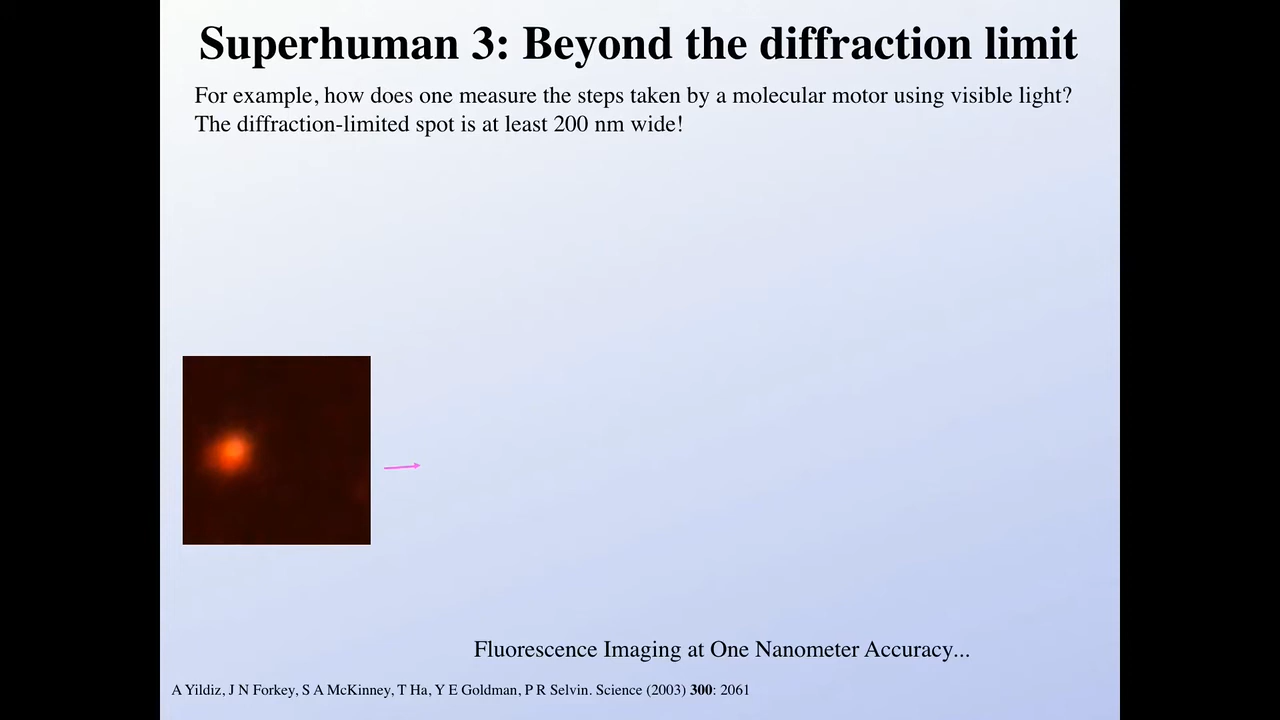 Superhuman 3: Beyond the diffraction limit
For example, how does one measure the steps taken by a molecular motor using visible light?
The diffraction-limited spot is at least 200 nm wide!
Fluorescence Imaging at One Nanometer Accuracy...
A Yildiz, J N Forkey, S A McKinney, T Ha, Y E Goldman, P R Selvin. Science (2003) 300: 2061